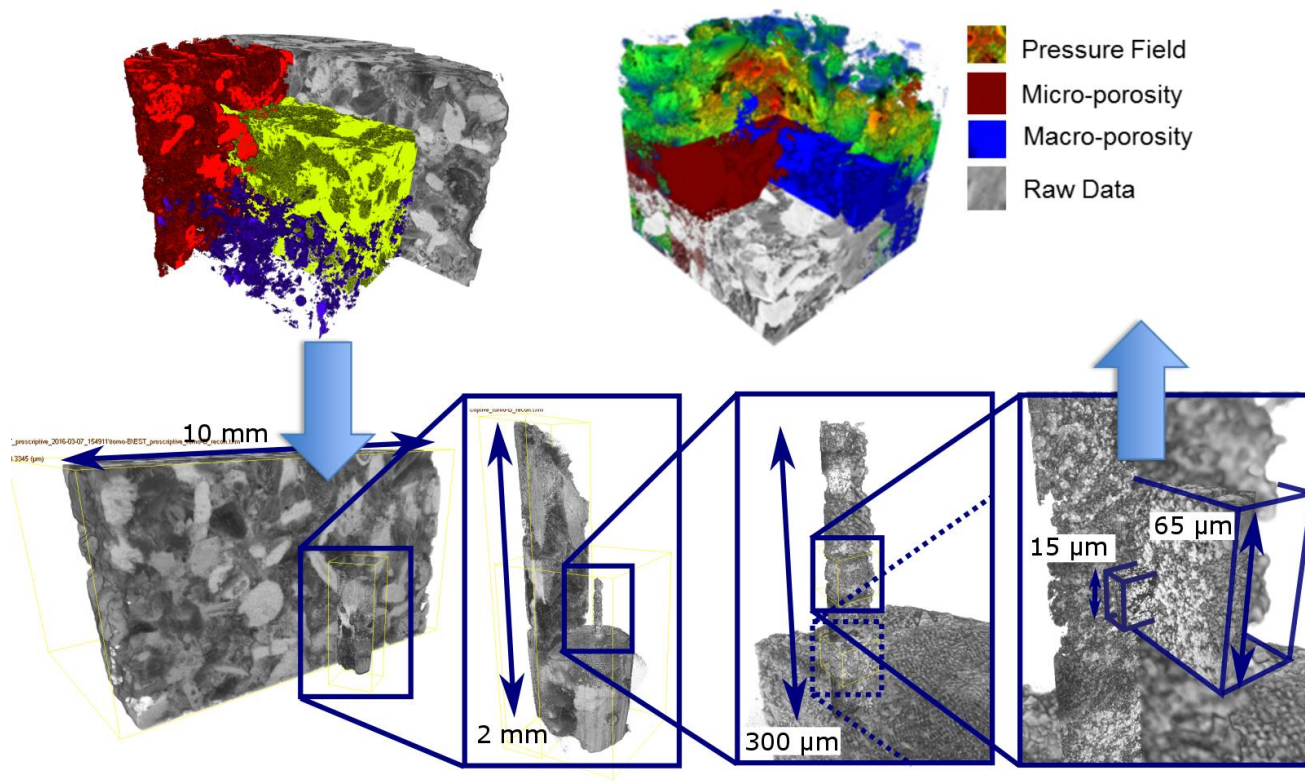 Pressure Field
Micro-porosity
Macro-porosity
Raw Data
10 mm
2 mm
300 µm
15 µm
65 µm